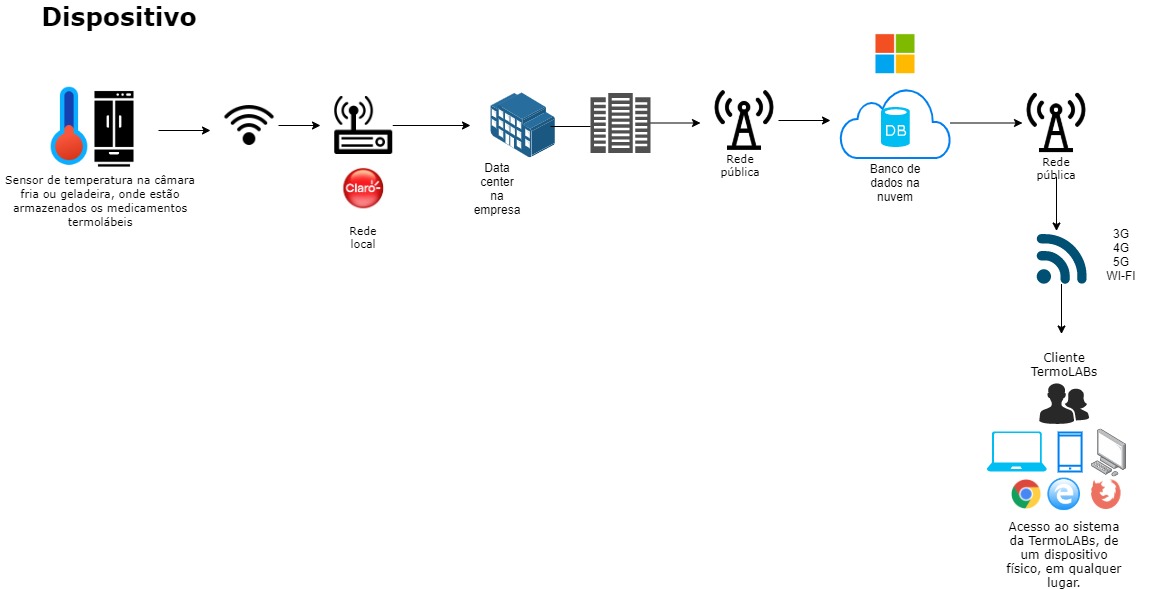 Dispositivo
Sensor de temperatura na câmara
fria ou geladeira, onde estão
armazenados os medicamentos
termolábeis
Claro
Rede
local
Data
center
na
empresa
Rede
pública
DB
Banco de
dados na
nuvem
Rede
pública
3G
4G
5G
WI-FI
Cliente
TermoLABs
Acesso ao sistema
da TermoLABs, de
um dispositivo
físico, em qualquer
lugar.